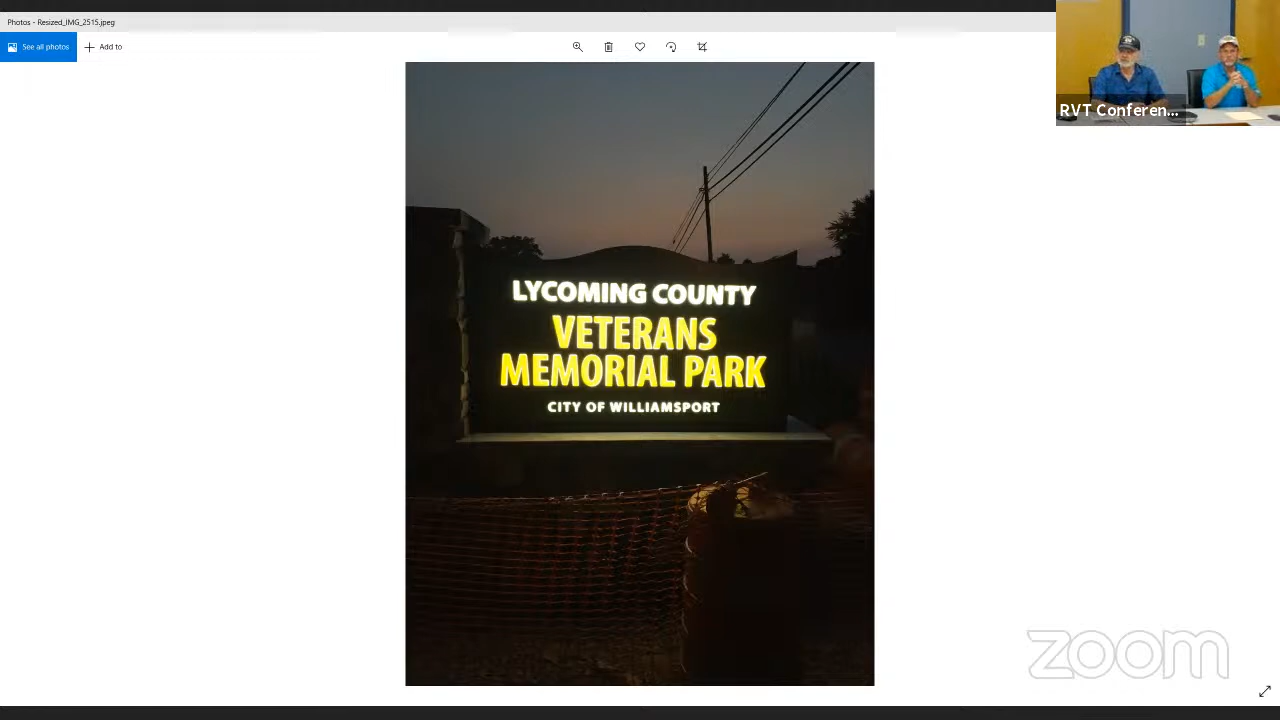 Photos - Resized_IMG_2515.jpeg
See all photos
Add to
RVT Conferen...
LYCOMING COUNTY
VETERANS
MEMORIAL PARK
CITY OF WILLIAMSPORT
zoom